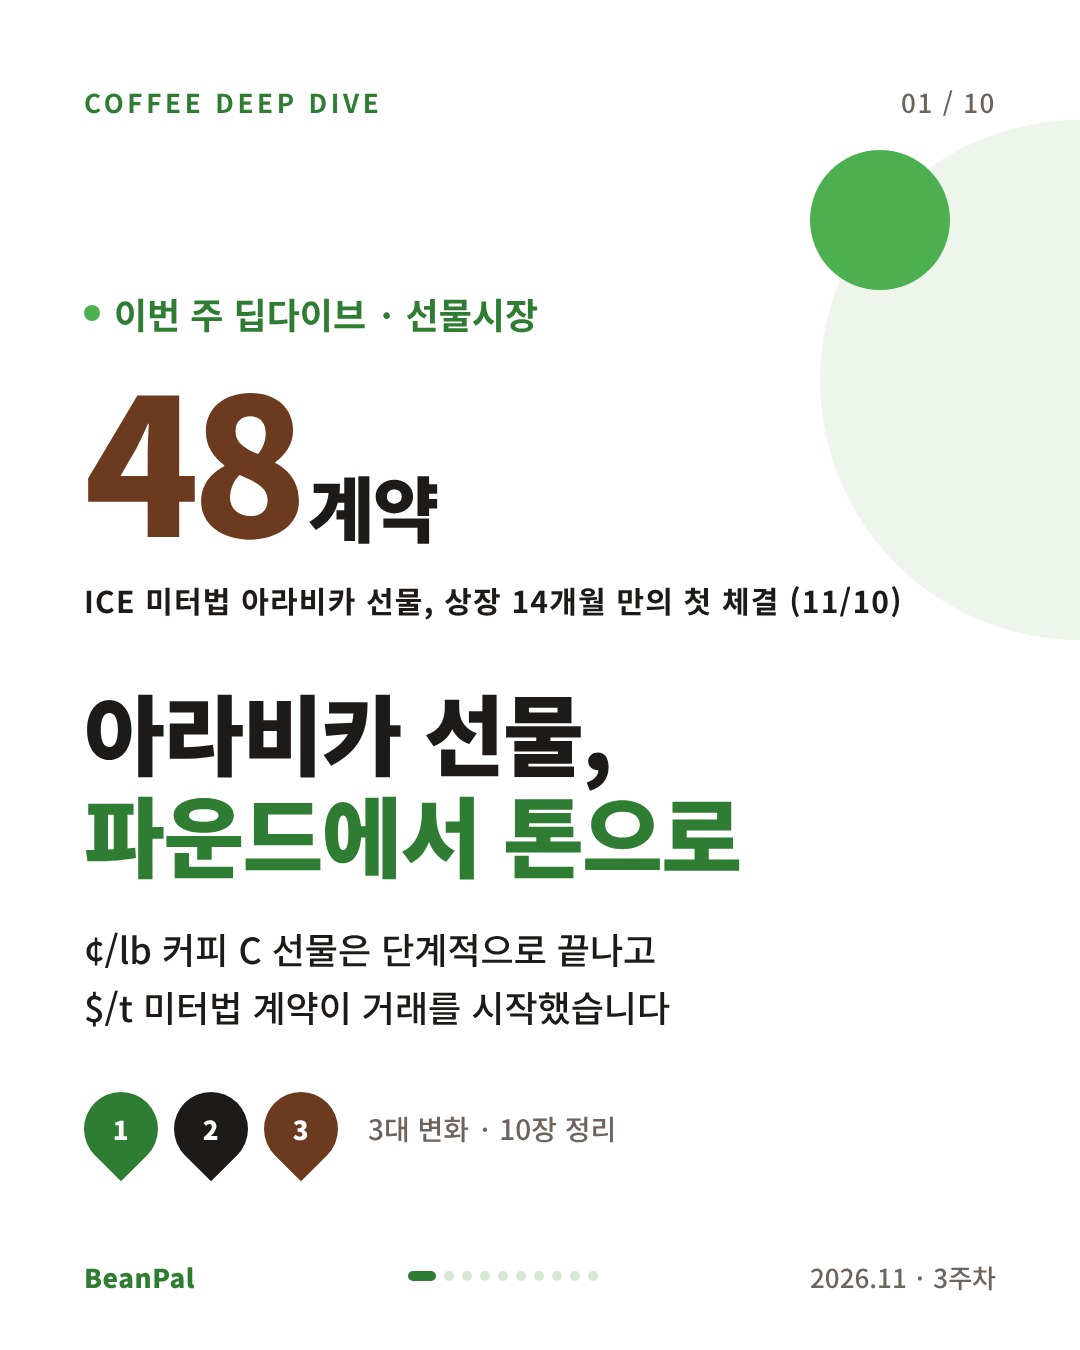 COFFEE DEEP DIVE
01 / 10
이번 주 딥다이브 · 선물시장
48계약
ICE 미터법 아라비카 선물, 상장 14개월 만의 첫 체결 (11/10)
아라비카 선물,
파운드에서 톤으로
¢/lb 커피 C 선물은 단계적으로 끝나고
$/t 미터법 계약이 거래를 시작했습니다
1 2 3 3대 변화 · 10장 정리
BeanPal
2026.11 · 3주차